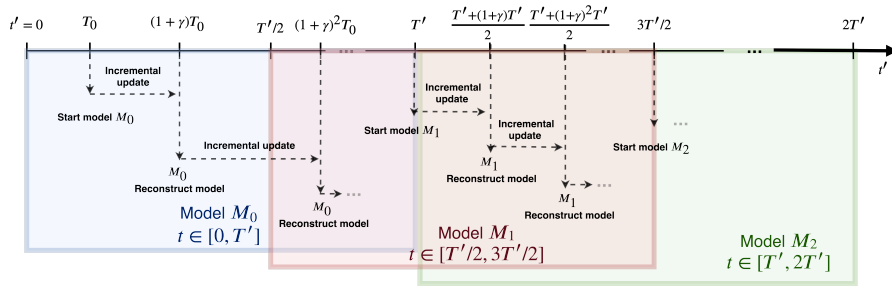 t′ = 0 T₀ (1 + γ)T₀ T′/2 (1 + γ)²T₀ T′ T′+(1+γ)T′/2 T′+(1+γ)²T′/2 3T′/2 2T′
...
...
...
t′
Incremental
update
Start model M₀
Incremental update
M₀
Reconstruct model
...
M₀
Reconstruct model
Model M₀
t ∈ [0, T′]
Incremental
update
Start model M₁
Incremental
update
M₁
Reconstruct model
...
M₁
Reconstruct model
Model M₁
t ∈ [T′/2, 3T′/2]
...
Start model M₂
Model M₂
t ∈ [T′, 2T′]